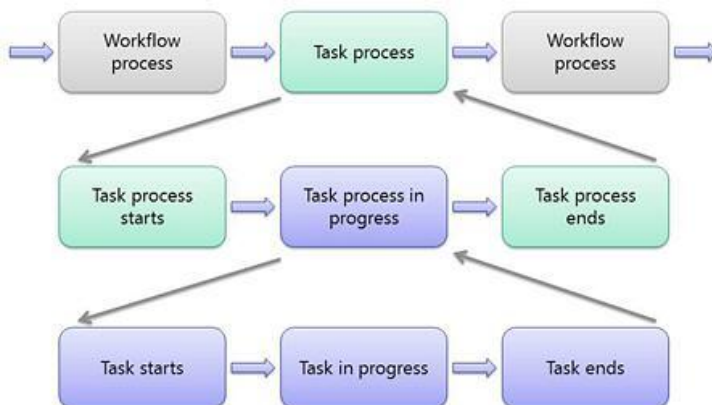 Workflow
process
Task process
Workflow
process
Task process
starts
Task process in
progress
Task process
ends
Task starts
Task in progress
Task ends